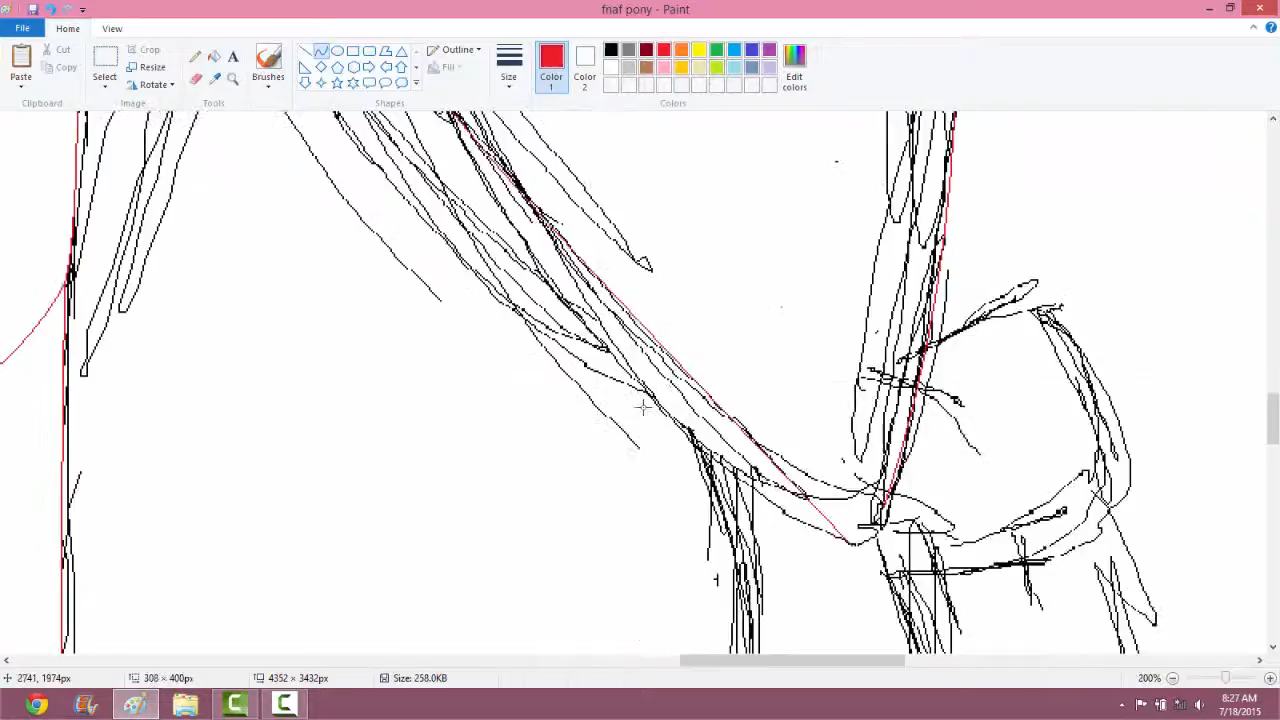 fnaf pony - Paint
File Home View
Paste
Cut
Copy
Clipboard
Select
Crop
Resize
Rotate
Image
A
Tools
Brushes
Outline
Fill
Shapes
Size
Color 1
Color 2
Edit colors
Colors
2741, 1974px
308 × 400px
4352 × 3432px
Size: 258.0KB
200%
8:27 AM
7/18/2015